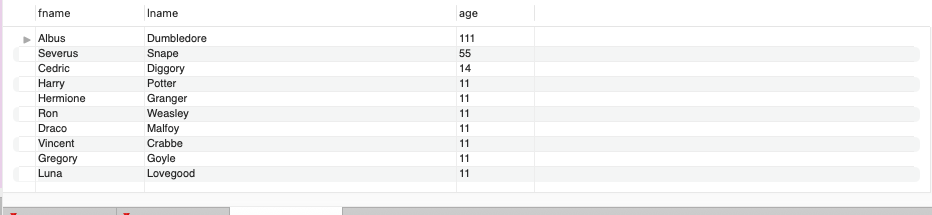 fname lname age
Albus Dumbledore 111
Severus Snape 55
Cedric Diggory 14
Harry Potter 11
Hermione Granger 11
Ron Weasley 11
Draco Malfoy 11
Vincent Crabbe 11
Gregory Goyle 11
Luna Lovegood 11